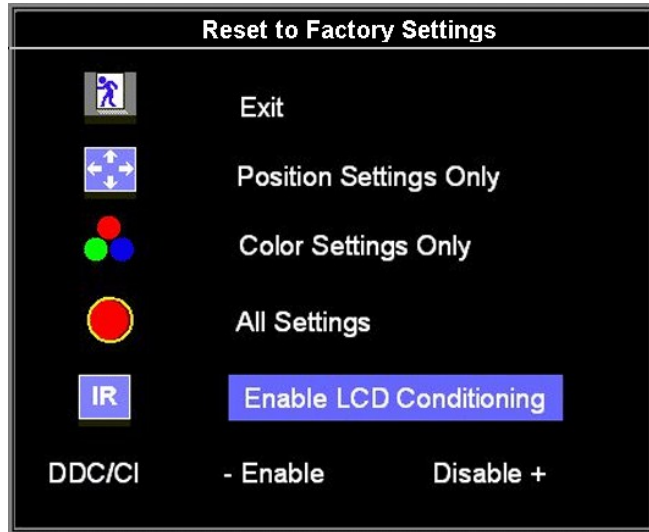 Reset to Factory Settings
Exit
Position Settings Only
Color Settings Only
All Settings
IR Enable LCD Conditioning
DDC/CI - Enable Disable +